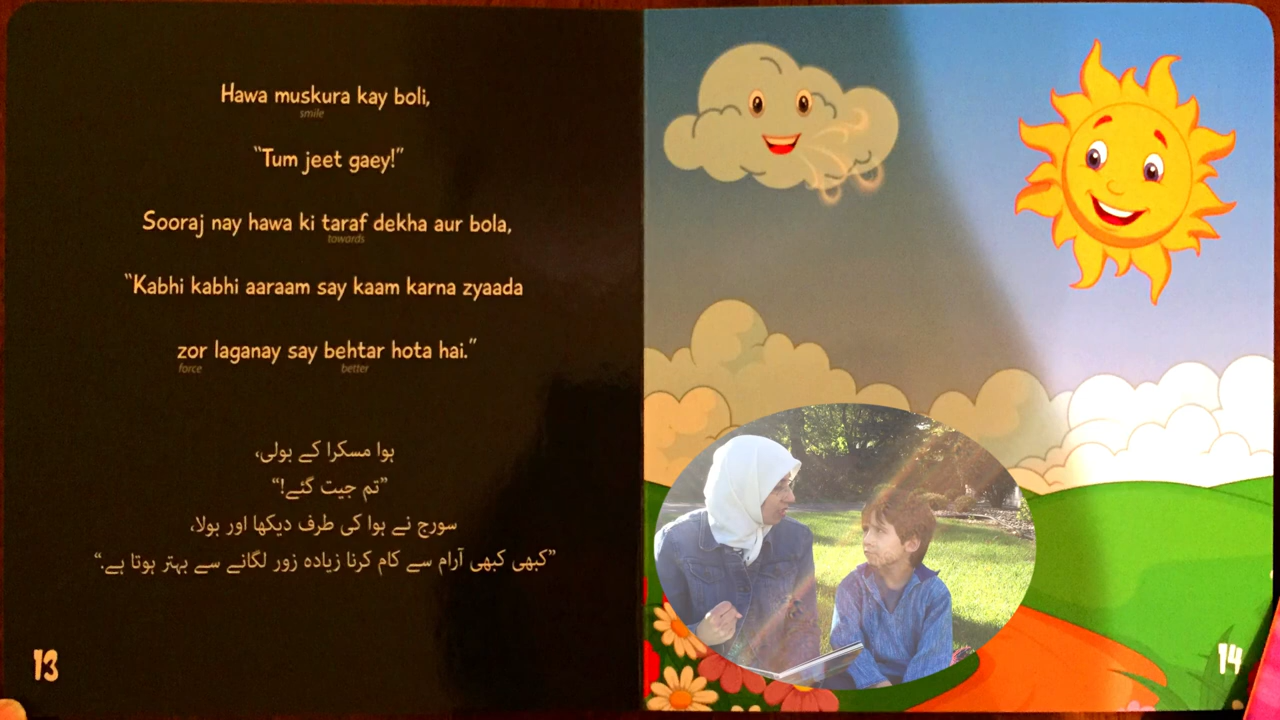 Hawa muskura kay boli,
smile
“Tum jeet gaey!”
Sooraj nay hawa ki taraf dekha aur bola,
towards
“Kabhi kabhi aaraam say kaam karna zyaada
zor laganay say behtar hota hai.”
force better
ہوا مسکرا کے بولی،
”تم جیت گئے!“
سورج نے ہوا کی طرف دیکھا اور بولا،
”کبھی کبھی آرام سے کام کرنا زیادہ زور لگانے سے بہتر ہوتا ہے.“
13
14